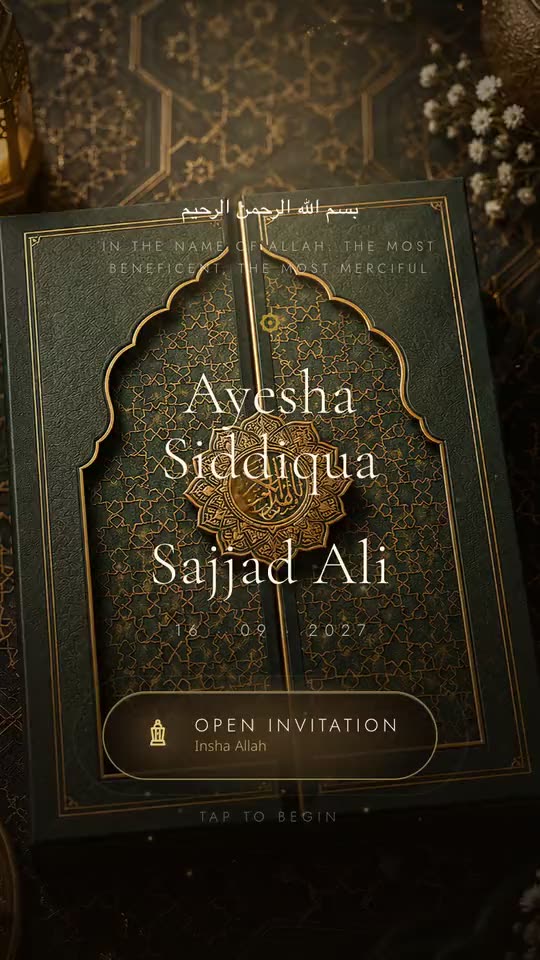 بسم الله الرحمن الرحيم
IN THE NAME OF ALLAH, THE MOST
BENEFICENT, THE MOST MERCIFUL
Ayesha
Siddiqua
Sajjad Ali
16 · 09 · 2027
OPEN INVITATION
Insha Allah
TAP TO BEGIN